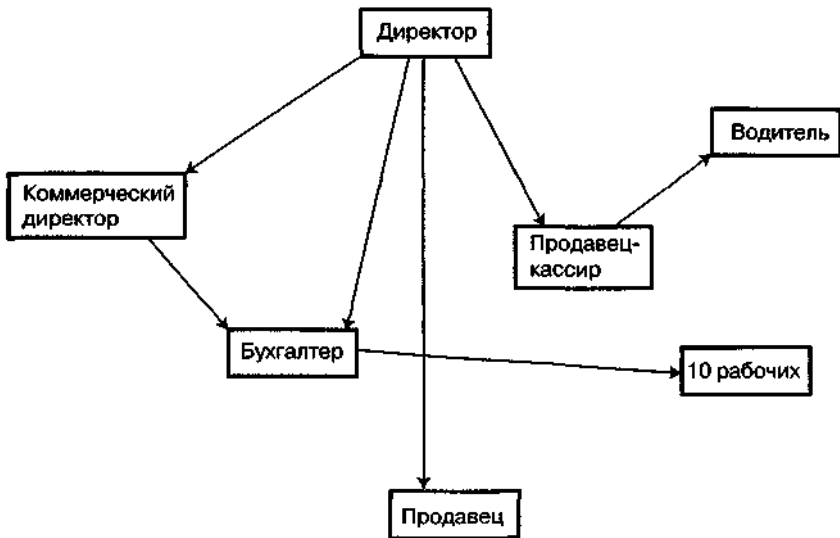 Директор
Водитель
Коммерческий
директор
Продавец-
кассир
Бухгалтер
10 рабочих
Продавец